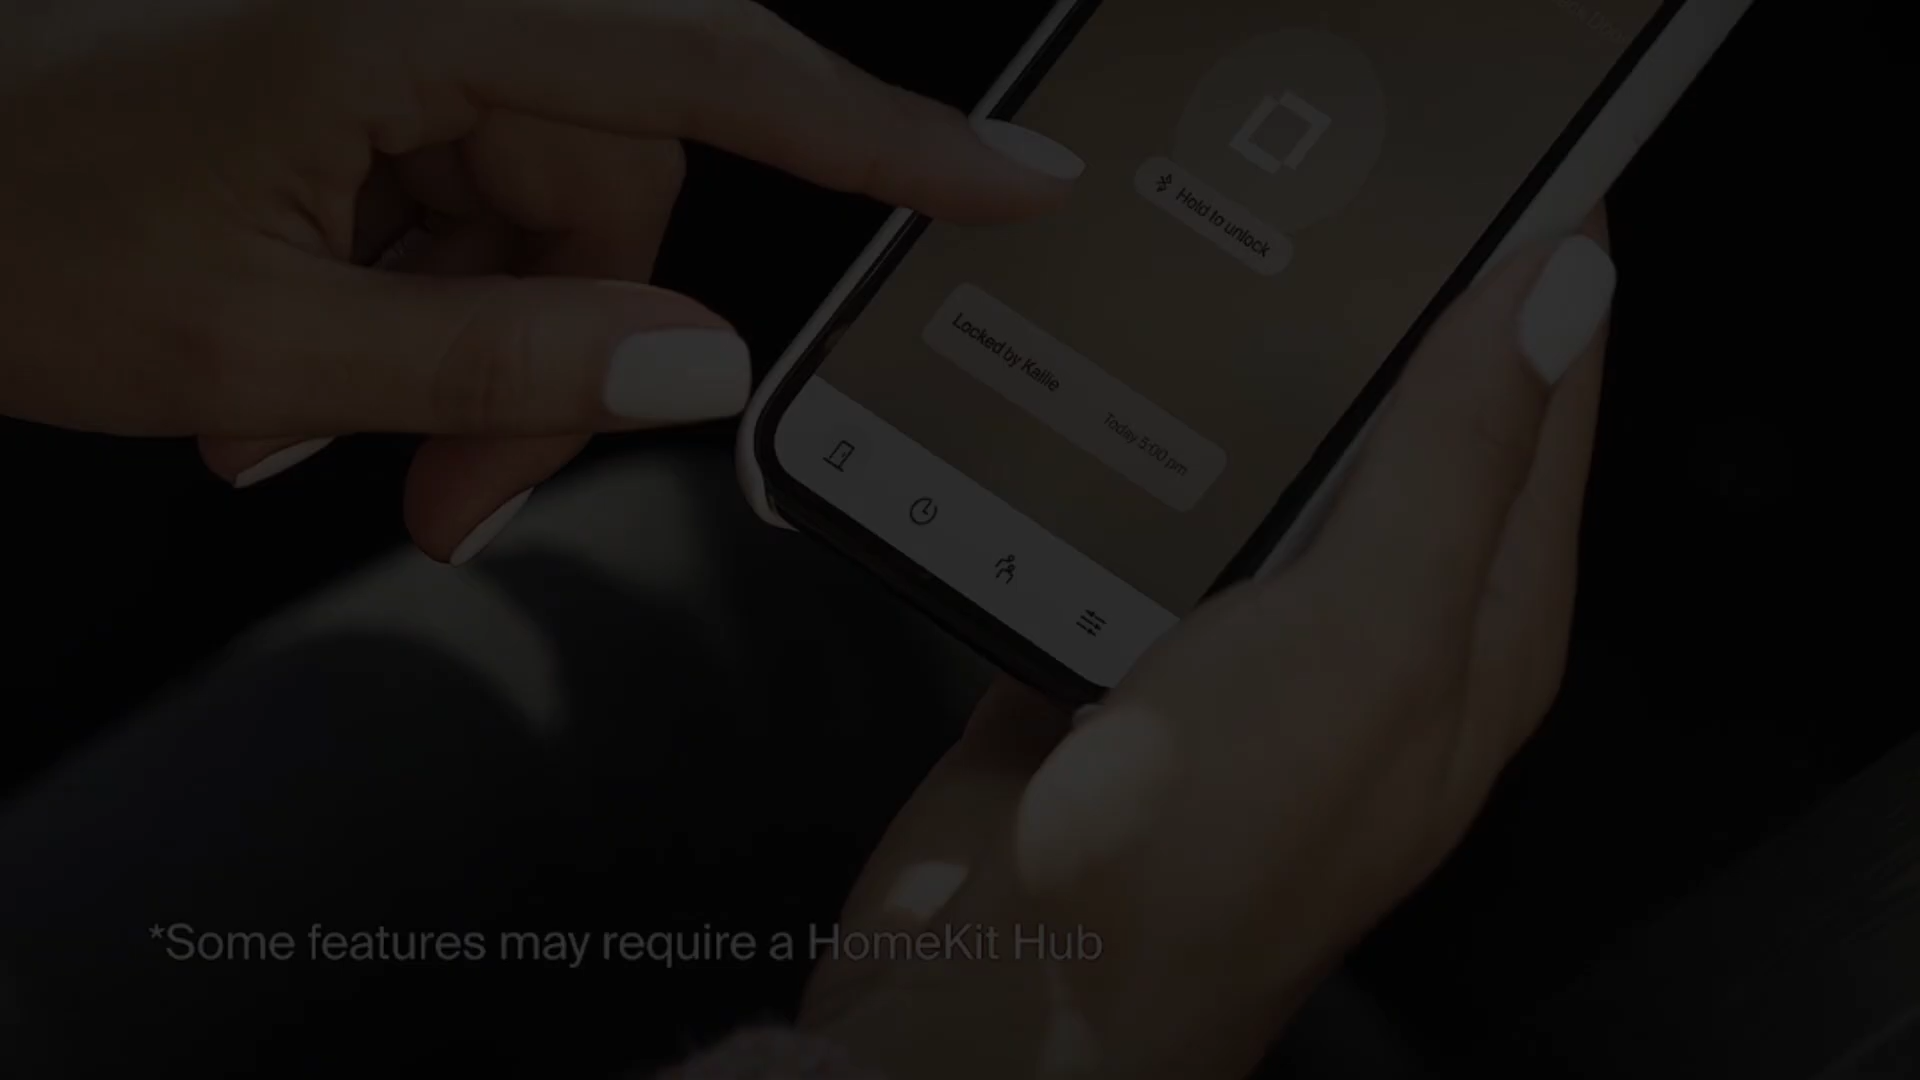 Hold to unlock
Locked by Kallie
Today 5:00 pm
*Some features may require a HomeKit Hub